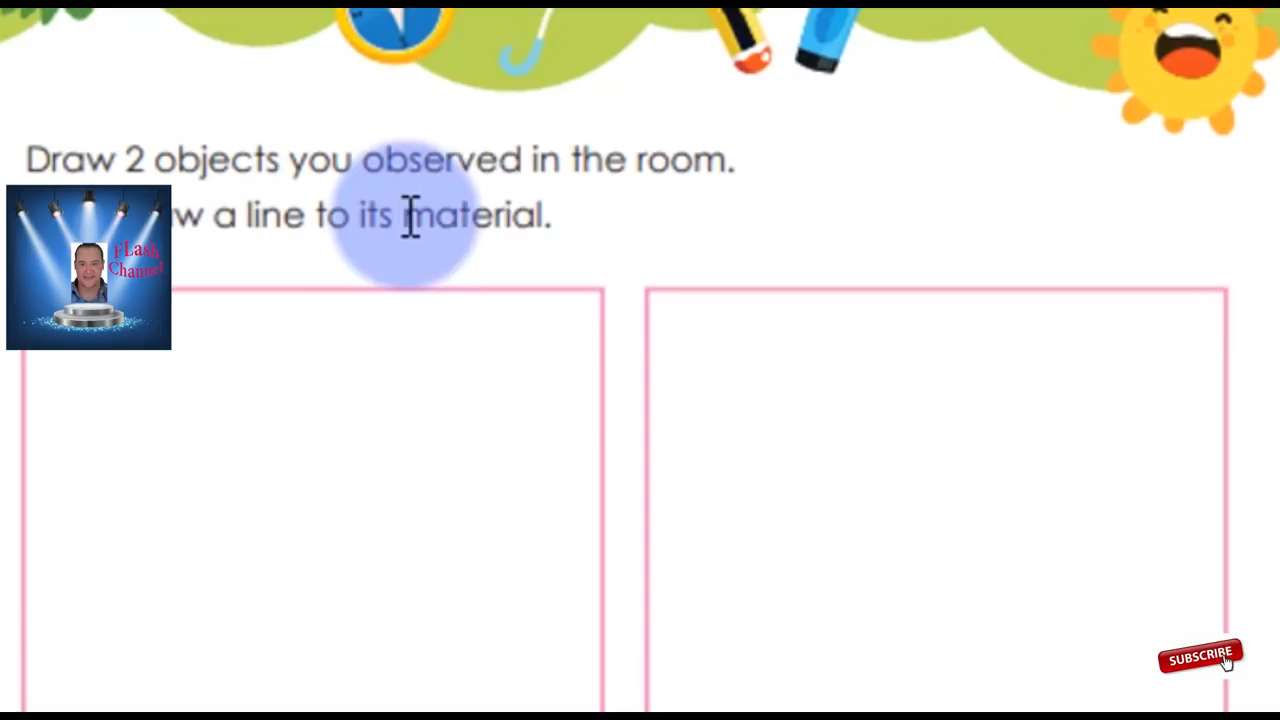 Draw 2 objects you observed in the room.
a line to its material.
FLash
Channel
SUBSCRIBE